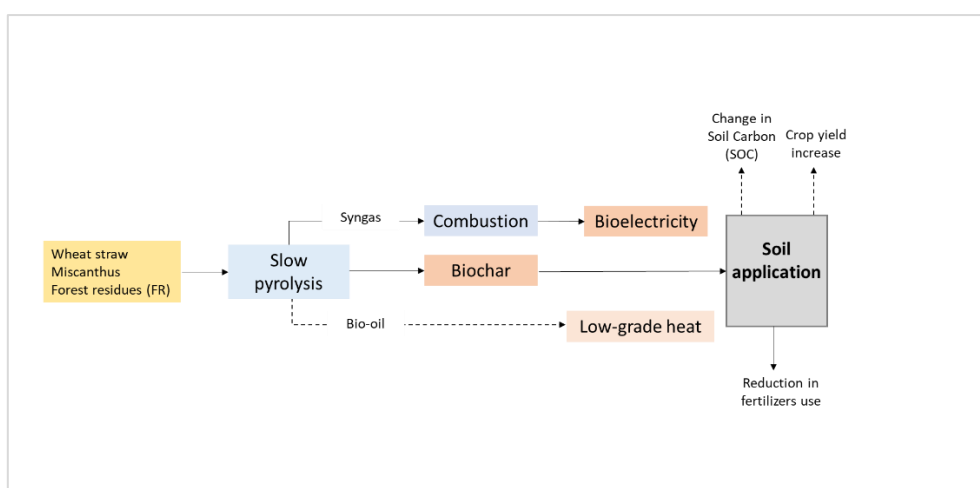 Change in
Soil Carbon
(SOC)
Crop yield
increase
Syngas
Combustion
Bioelectricity
Wheat straw
Miscanthus
Forest residues (FR)
Slow
pyrolysis
Biochar
Soil
application
Bio-oil
Low-grade heat
Reduction in
fertilizers use